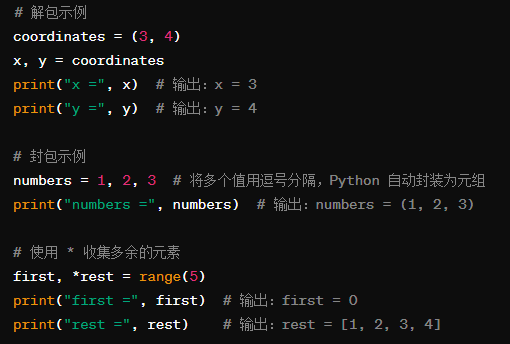 # 解包示例
coordinates = (3, 4)
x, y = coordinates
print("x =", x)  # 输出：x = 3
print("y =", y)  # 输出：y = 4
# 封包示例
numbers = 1, 2, 3  # 将多个值用逗号分隔，Python 自动封装为元组
print("numbers =", numbers)  # 输出：numbers = (1, 2, 3)
# 使用 * 收集多余的元素
first, *rest = range(5)
print("first =", first)  # 输出：first = 0
print("rest =", rest)    # 输出：rest = [1, 2, 3, 4]